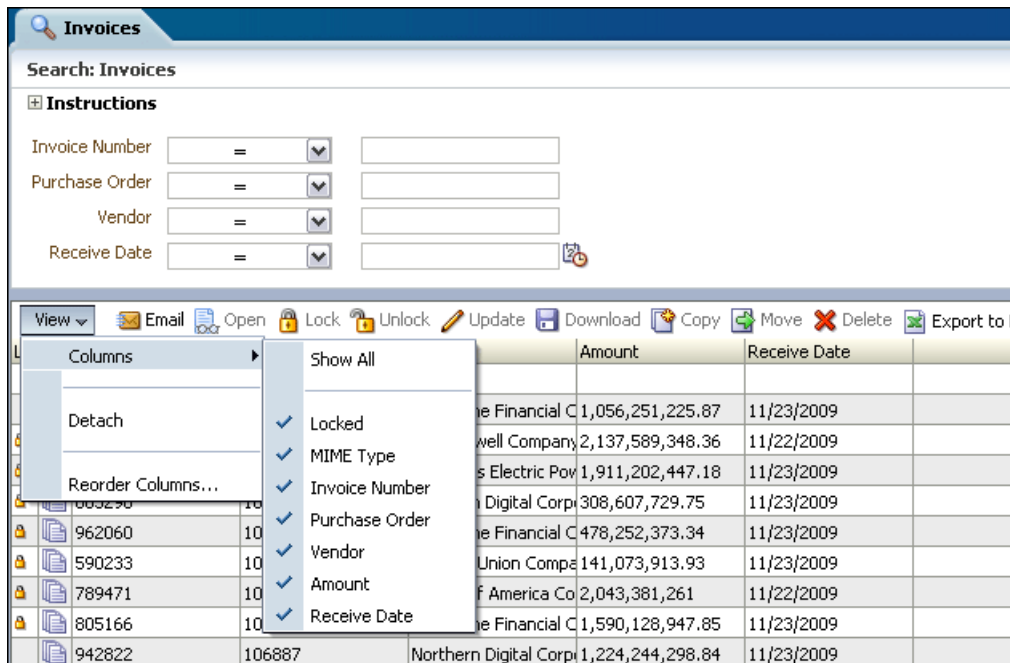 Invoices
Search: Invoices
Instructions
Invoice Number =
Purchase Order =
Vendor =
Receive Date =
View Email Open Lock Unlock Update Download Copy Move Delete Export to
Columns Show All Amount Receive Date
Detach
Reorder Columns...
Locked
MIME Type
Invoice Number
Purchase Order
Vendor
Amount
Receive Date
Financial C 1,056,251,225.87 11/23/2009
Company 2,137,589,348.36 11/22/2009
Electric Pow 1,911,202,447.18 11/23/2009
Digital Corp 308,607,729.75 11/23/2009
962060 10 Financial C 478,252,373.34 11/23/2009
590233 10 Union Compa 141,073,913.93 11/22/2009
789471 10 America Co 2,043,381,261 11/22/2009
805166 10 Financial C 1,590,128,947.85 11/23/2009
942822 106887 Northern Digital Corp 1,224,244,298.84 11/23/2009